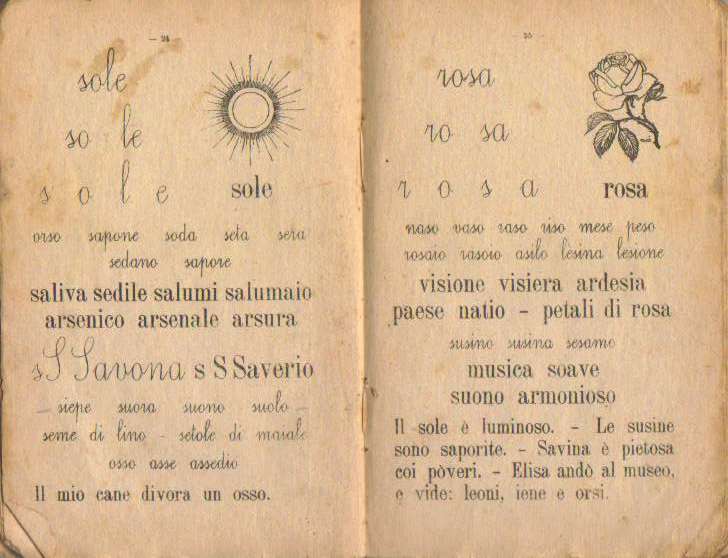 — 24 —
sole
so le
s o l e sole
orso sapone soda seta sera
sedano sapore
saliva sedile salumi salumaio
arsenico arsenale arsura
s S Savona s S Saverio
— siepe suora suono suolo —
seme di lino - setole di maiale
osso asse assedio
Il mio cane divora un osso.
rosa
ro sa
r o s a rosa
naso vaso raso riso mese peso
rosaio rasoio asilo lèsina lesione
visione visiera ardesia
paese natio - petali di rosa
susino susina sesamo
musica soave
suono armonioso
Il sole è luminoso. - Le susine
sono saporite. - Savina è pietosa
coi pòveri. - Elisa andò al museo,
e vide: leoni, iene e orsi.